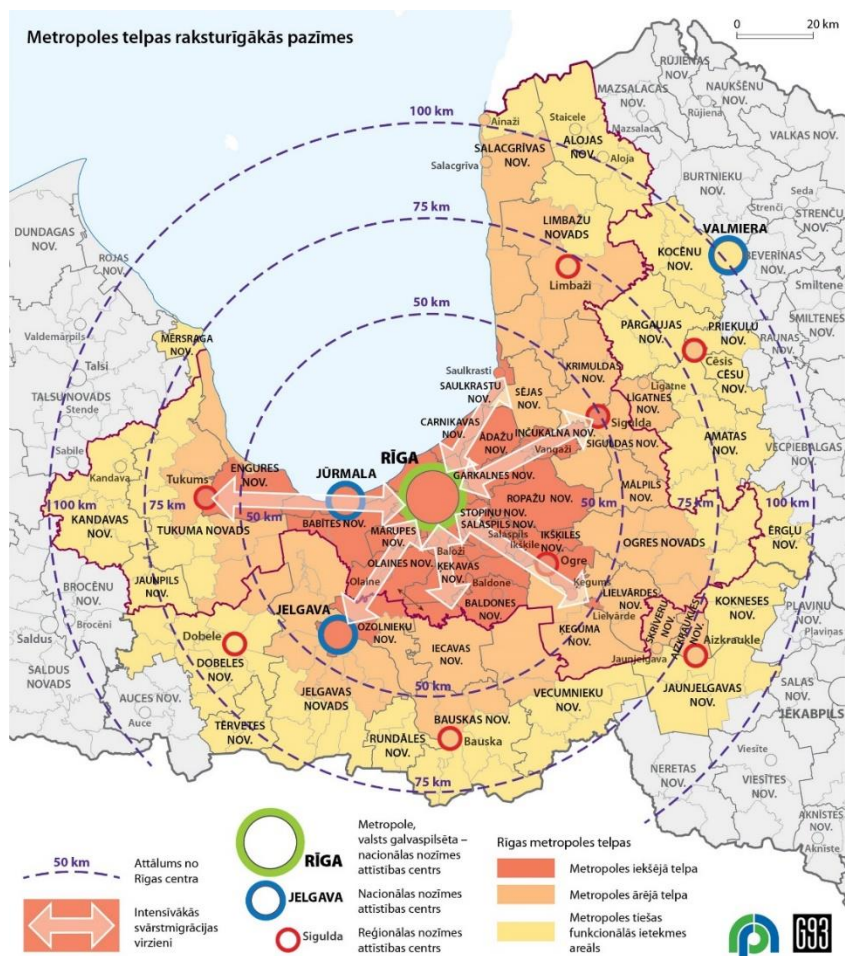 Metropoles telpas raksturīgākās pazīmes
0 20 km
RŪJIENAS
NOV.
MAZSALACAS
NOV.
NAUKŠĒNU
NOV.
Rūjiena
Mazsalaca
VALKAS NOV.
100 km
Ainaži
Staicele
SALACGRĪVAS
NOV.
ALOJAS
NOV.
Aloja
Salacgrīva
BURTNIEKU
NOV.
Seda
Strenči
STRENČU
NOV.
75 km
LIMBAŽU
NOVADS
VALMIERA
KOCĒNU
NOV.
BEVERĪNAS
NOV.
Limbaži
Smiltene
DUNDAGAS
NOV.
ROJAS
NOV.
50 km
PĀRGAUJAS
NOV.
PRIEKUĻU
NOV.
SMILTENES
NOV.
RAUNAS
NOV.
MĒRSRAGA
NOV.
Valdemārpils
Cēsis
CĒSU
NOV.
Talsi
Saulkrasti
SAULKRASTU
NOV.
SĒJAS
NOV.
KRIMULDAS
NOV.
Līgatne
LĪGATNES
NOV.
TALSU NOVADS
Stende
CARNIKAVAS
NOV.
ĀDAŽU
NOV.
INČUKALNA NOV.
Vangaži
Sigulda
SIGULDAS NOV.
AMATAS
NOV.
VECPIEBALGAS
NOV.
Sabile
Kandava
Tukums
ENGURES
NOV.
JŪRMALA
RĪGA
GARKALNES NOV.
MĀLPILS
NOV.
100 km
KANDAVAS
NOV.
75 km
TUKUMA NOVADS
50 km
BABĪTES NOV.
MĀRUPES
NOV.
STOPIŅU NOV.
SALASPILS NOV.
Salaspils
ROPAŽU NOV.
50 km
75 km
100 km
IKŠĶILES
NOV.
Ikšķile
Ogre
OGRES NOVADS
ĒRGĻU
NOV.
Baloži
OLAINES NOV.
Olaine
ĶEKAVAS
NOV.
Baldone
BALDONES
NOV.
Ķegums
JAUNPILS
NOV.
BROCĒNU
NOV.
Brocēni
Saldus
SALDUS
NOVADS
LIELVĀRDES
NOV.
Lielvārde
SKRĪVERU
NOV.
AIZKRAUKLES
NOV.
KOKNESES
NOV.
PĻAVIŅU
NOV.
Pļaviņas
JELGAVA
OZOLNIEKU
NOV.
Dobele
DOBELES
NOV.
IECAVAS
NOV.
ĶEGUMA
NOV.
Jaunjelgava
Aizkraukle
JAUNJELGAVAS
NOV.
SALAS
NOV.
JĒKABPILS
JELGAVAS
NOVADS
50 km
VECUMNIEKU
NOV.
AUCES NOV.
Auce
TĒRVETES
NOV.
RUNDĀLES
NOV.
BAUSKAS NOV.
Bauska
75 km
NERETAS
NOV.
Viesīte
VIESĪTES
NOV.
AKNĪSTES
NOV.
Aknīste
50 km
Attālums no
Rīgas centra
Intensīvākās
svārstmigrācijas
virzieni
RĪGA
Metropole,
valsts galvaspilsēta –
nacionālas nozīmes
attīstības centrs
JELGAVA
Nacionālas nozīmes
attīstības centrs
Sigulda
Reģionālas nozīmes
attīstības centrs
Rīgas metropoles telpas
Metropoles iekšējā telpa
Metropoles ārējā telpa
Metropoles tiešas
funkcionālās ietekmes
areāls
G93